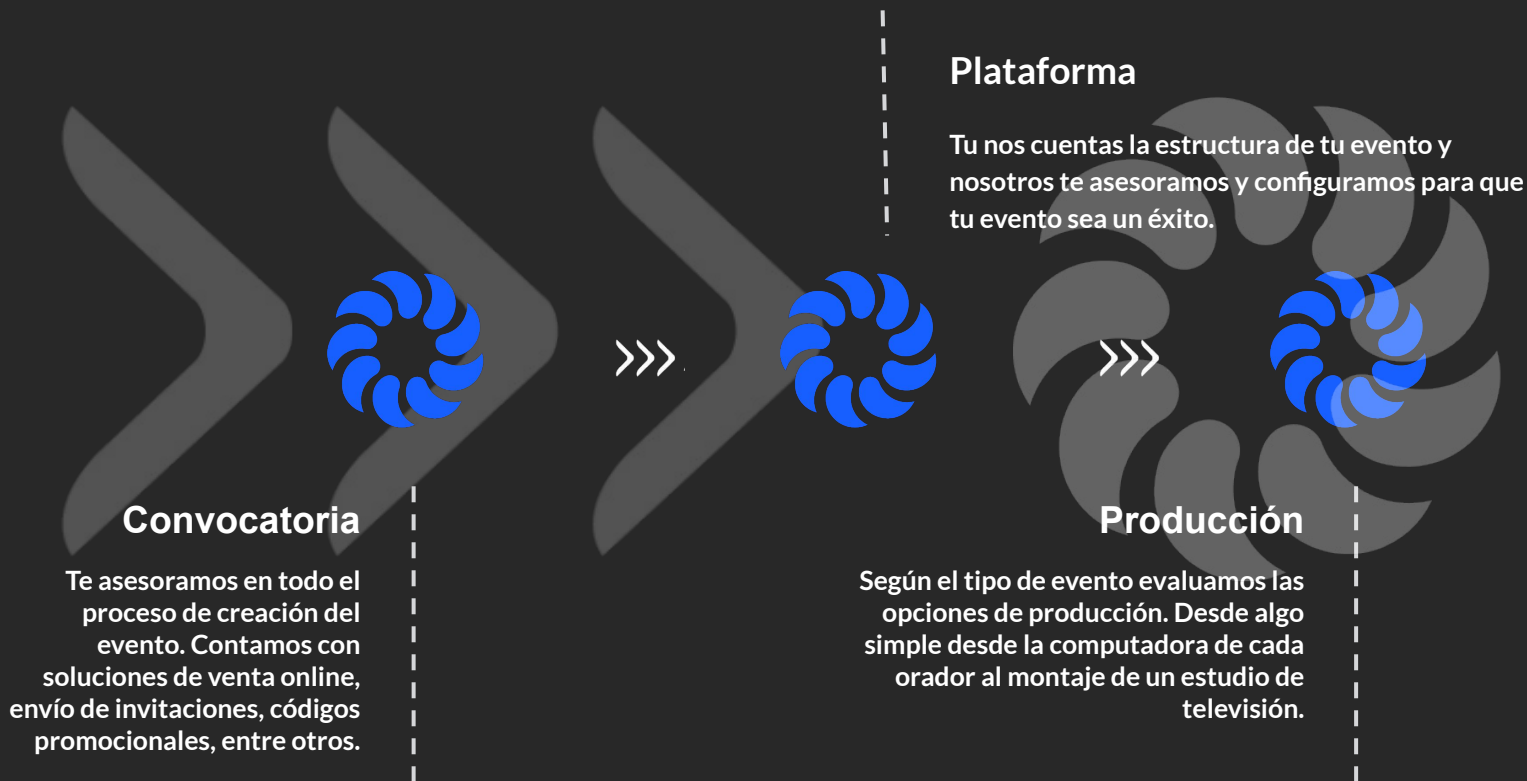 Plataforma
Tu nos cuentas la estructura de tu evento y
nosotros te asesoramos y configuramos para que
tu evento sea un éxito.
Convocatoria
Te asesoramos en todo el
proceso de creación del
evento. Contamos con
soluciones de venta online,
envío de invitaciones, códigos
promocionales, entre otros.
Producción
Según el tipo de evento evaluamos las
opciones de producción. Desde algo
simple desde la computadora de cada
orador al montaje de un estudio de
televisión.